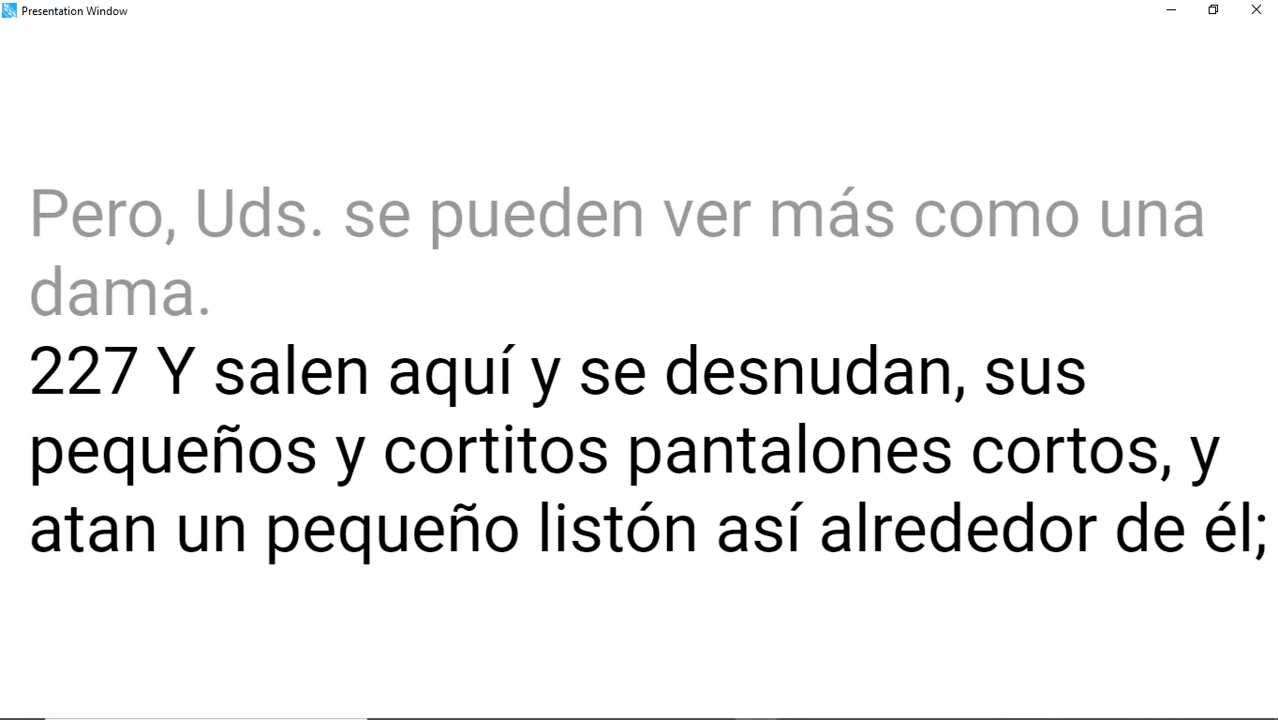 Presentation Window
Pero, Uds. se pueden ver más como una
dama.
227 Y salen aquí y se desnudan, sus
pequeños y cortitos pantalones cortos, y
atan un pequeño listón así alrededor de él;